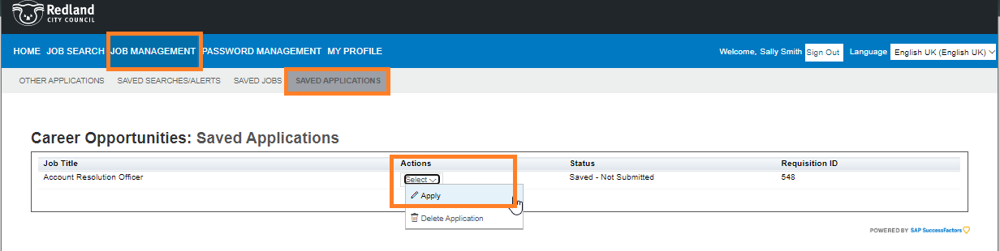 Redland
CITY COUNCIL
HOME JOB SEARCH JOB MANAGEMENT PASSWORD MANAGEMENT MY PROFILE Welcome, Sally Smith Sign Out Language English UK (English UK)
OTHER APPLICATIONS SAVED SEARCHES/ALERTS SAVED JOBS SAVED APPLICATIONS
Career Opportunities: Saved Applications
Job Title Actions Status Requisition ID
Account Resolution Officer Select Saved - Not Submitted 548
Apply
Delete Application
POWERED BY SAP SuccessFactors